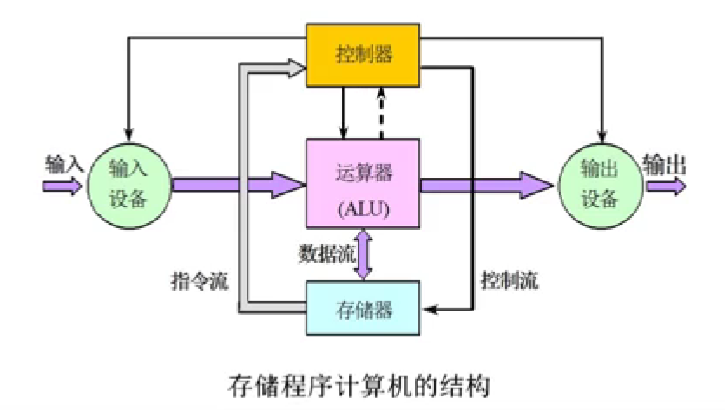 控制器
输入
输入
设备
运算器
(ALU)
输出
设备
输出
数据流
指令流
控制流
存储器
存储程序计算机的结构